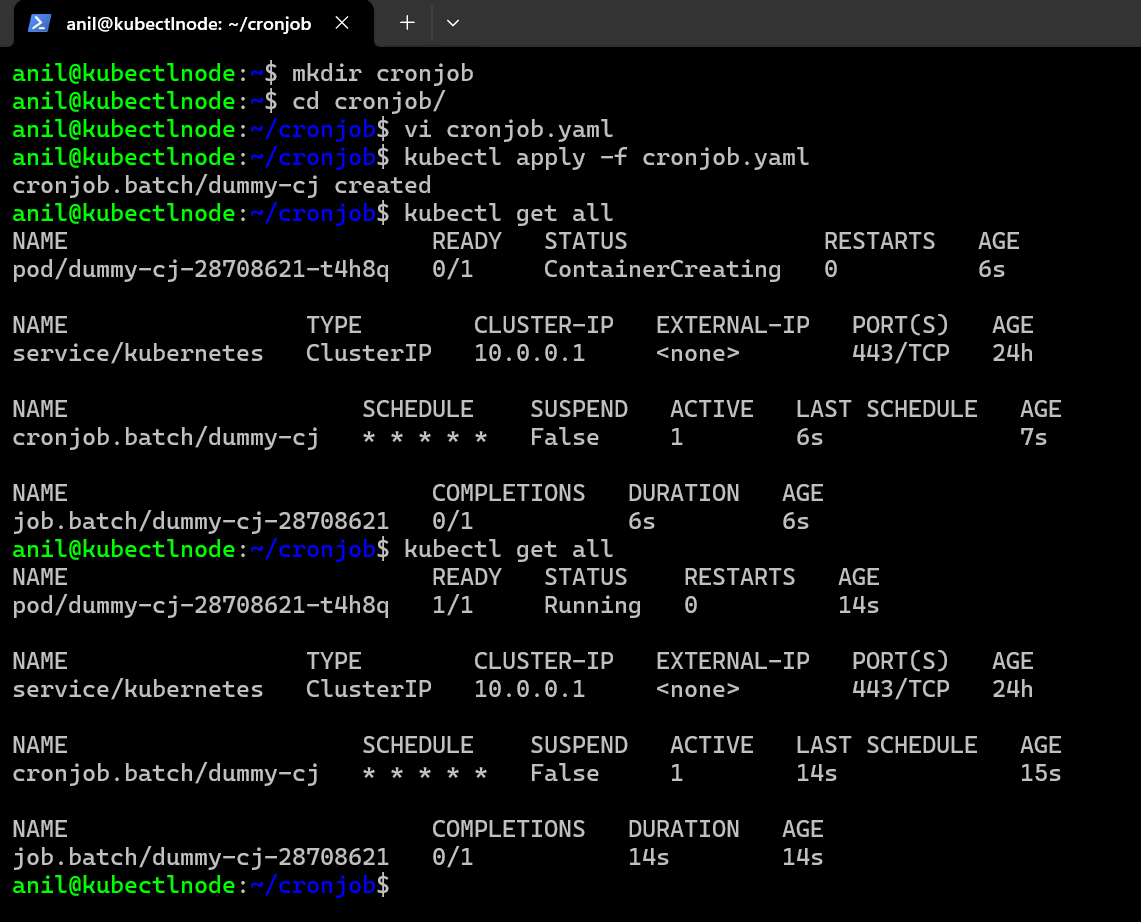 anil@kubectlnode: ~/cronjob
anil@kubectlnode:~$ mkdir cronjob
anil@kubectlnode:~$ cd cronjob/
anil@kubectlnode:~/cronjob$ vi cronjob.yaml
anil@kubectlnode:~/cronjob$ kubectl apply -f cronjob.yaml
cronjob.batch/dummy-cj created
anil@kubectlnode:~/cronjob$ kubectl get all
NAME READY STATUS RESTARTS AGE
pod/dummy-cj-28708621-t4h8q 0/1 ContainerCreating 0 6s
NAME TYPE CLUSTER-IP EXTERNAL-IP PORT(S) AGE
service/kubernetes ClusterIP 10.0.0.1 <none> 443/TCP 24h
NAME SCHEDULE SUSPEND ACTIVE LAST SCHEDULE AGE
cronjob.batch/dummy-cj * * * * * False 1 6s 7s
NAME COMPLETIONS DURATION AGE
job.batch/dummy-cj-28708621 0/1 6s 6s
anil@kubectlnode:~/cronjob$ kubectl get all
NAME READY STATUS RESTARTS AGE
pod/dummy-cj-28708621-t4h8q 1/1 Running 0 14s
NAME TYPE CLUSTER-IP EXTERNAL-IP PORT(S) AGE
service/kubernetes ClusterIP 10.0.0.1 <none> 443/TCP 24h
NAME SCHEDULE SUSPEND ACTIVE LAST SCHEDULE AGE
cronjob.batch/dummy-cj * * * * * False 1 14s 15s
NAME COMPLETIONS DURATION AGE
job.batch/dummy-cj-28708621 0/1 14s 14s
anil@kubectlnode:~/cronjob$